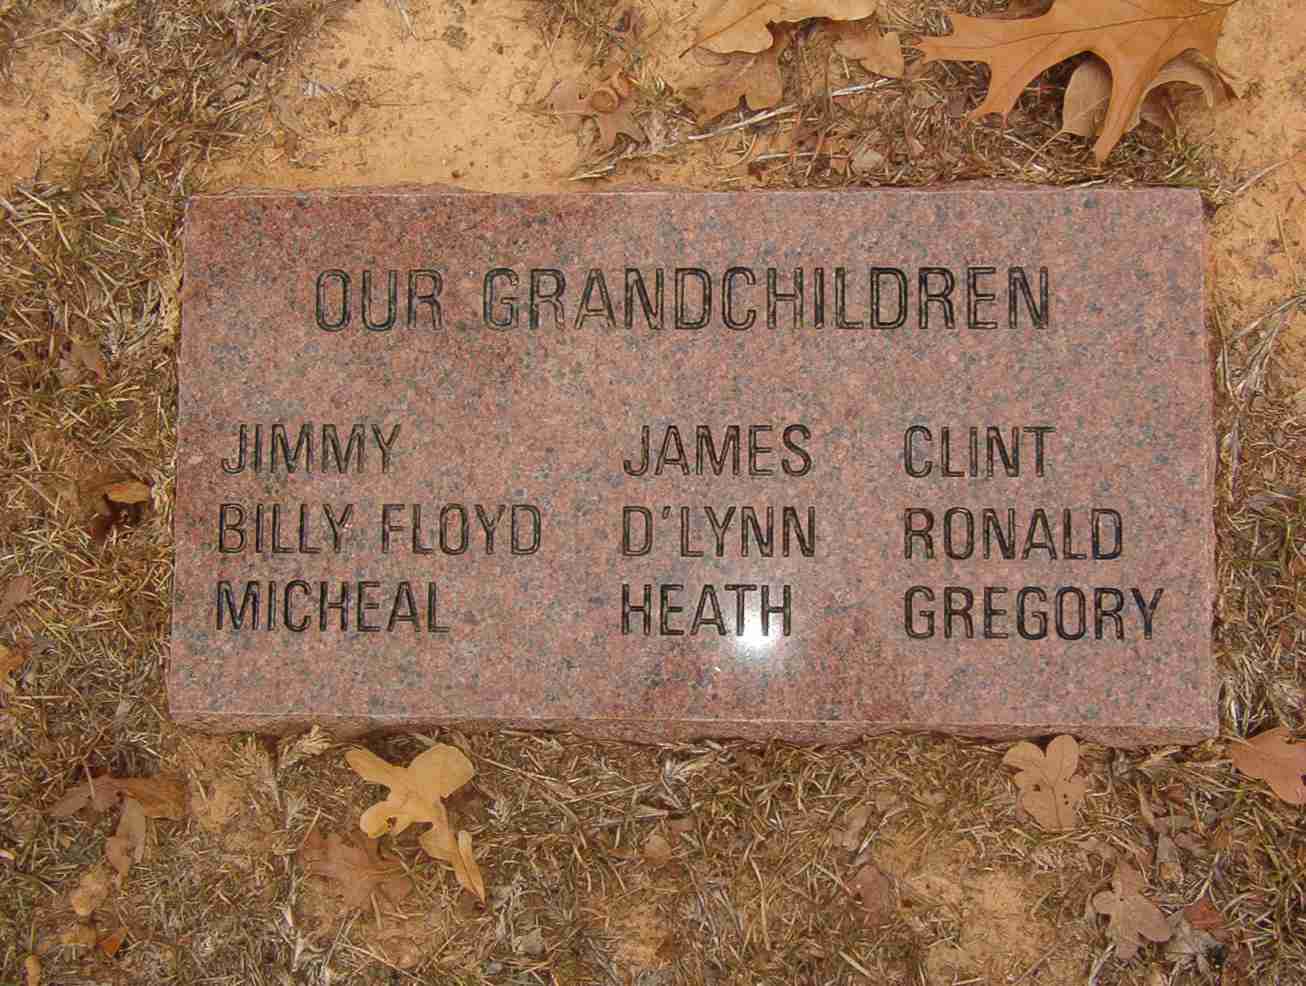 OUR GRANDCHILDREN
JIMMY JAMES CLINT
BILLY FLOYD D'LYNN RONALD
MICHEAL HEATH GREGORY